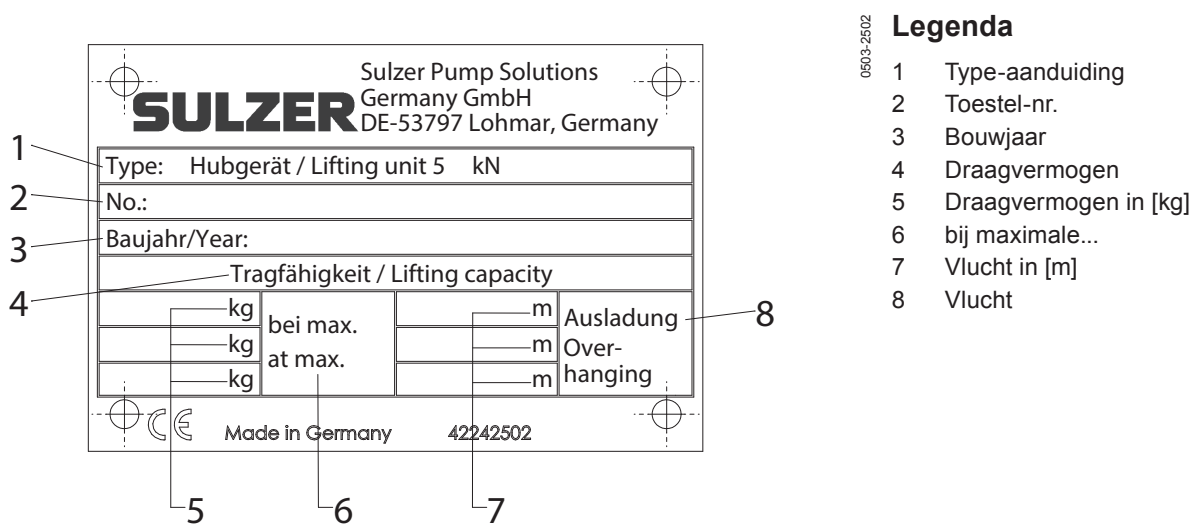 SULZER
Sulzer Pump Solutions
Germany GmbH
DE-53797 Lohmar, Germany
1
Type: Hubgerät / Lifting unit 5 kN
2
No.:
3
Baujahr/Year:
4
Tragfähigkeit / Lifting capacity
kg
kg
kg
bei max.
at max.
m
m
m
Ausladung
Over-
hanging
8
CE Made in Germany 42242502
5 6 7
0503-2502
Legenda
1 Type-aanduiding
2 Toestel-nr.
3 Bouwjaar
4 Draagvermogen
5 Draagvermogen in [kg]
6 bij maximale...
7 Vlucht in [m]
8 Vlucht